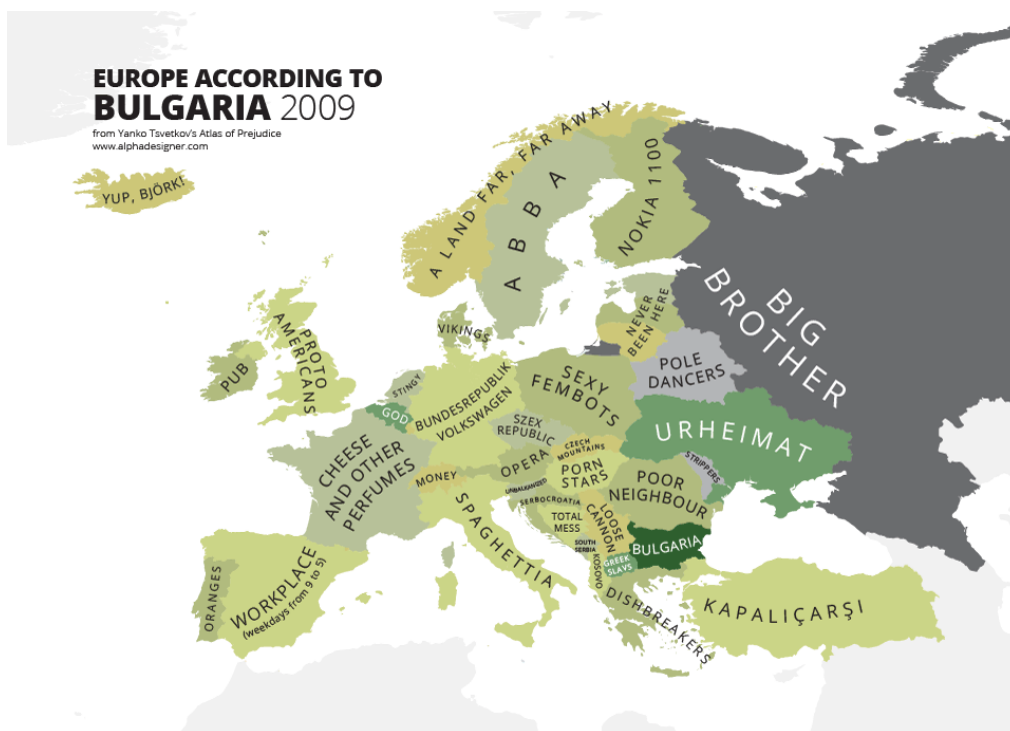 EUROPE ACCORDING TO
BULGARIA 2009
from Yanko Tsvetkov's Atlas of Prejudice
www.alphadesigner.com
YUP, BJÖRK!
A LAND FAR, FAR AWAY
ABBA
NOKIA 1100
BIG
BROTHER
NEVER
BEEN HERE
VIKINGS
PROTO
AMERICANS
PUB
STINGY
GOD
BUNDESREPUBLIK
VOLKSWAGEN
SEXY
FEMBOTS
POLE
DANCERS
URHEIMAT
STRIPPERS
SZEX
REPUBLIC
CZECH
MOUNTAINS
OPERA
PORN
STARS
POOR
NEIGHBOUR
CHEESE
AND OTHER
PERFUMES
MONEY
UNBALKANIZED
SERBOCROATIA
TOTAL
MESS
LOOSE
CANNON
SOUTH
SERBIA
KOSOVO
BULGARIA
GREEK
SLAVS
SPAGHETTIA
ORANGES
WORKPLACE
(weekdays from 9 to 5)
DISHBREAKERS
KAPALIÇARŞI